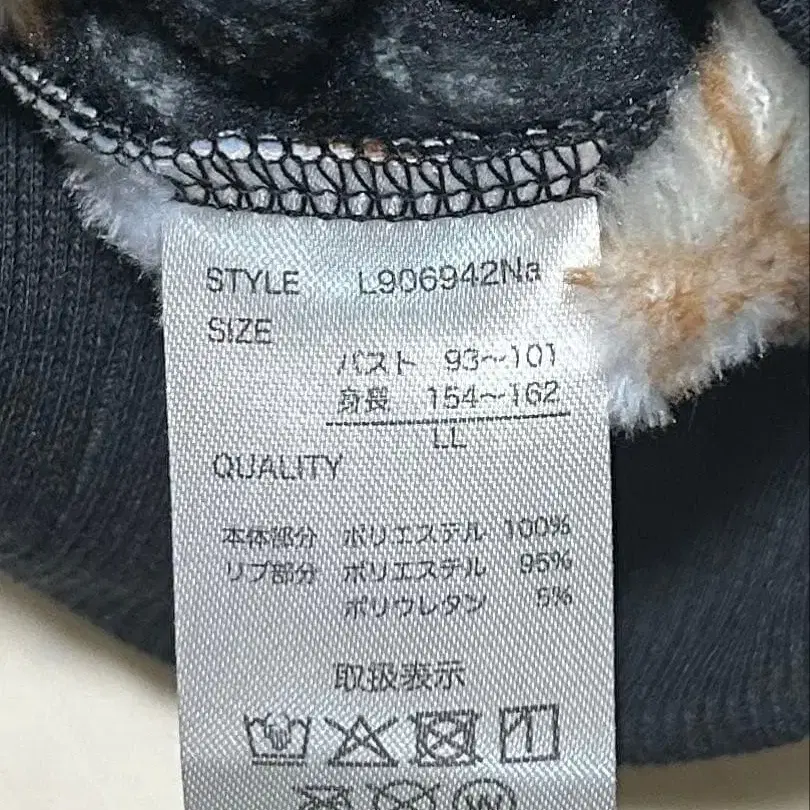 STYLE L906942Na
SIZE
バスト 93～101
身長 154～162
LL
QUALITY
本体部分 ポリエステル 100%
リブ部分 ポリエステル 95%
ポリウレタン 5%
取扱表示
W